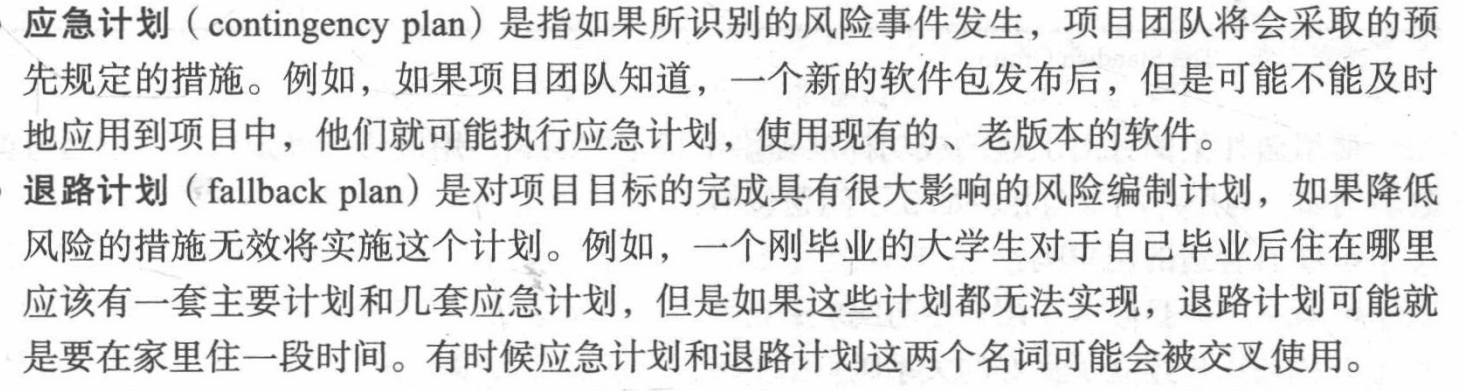 应急计划（contingency plan）是指如果所识别的风险事件发生，项目团队将会采取的预
先规定的措施。例如，如果项目团队知道，一个新的软件包发布后，但是可能不能及时
地应用到项目中，他们就可能执行应急计划，使用现有的、老版本的软件。
退路计划（fallback plan）是对项目目标的完成具有很大影响的风险编制计划，如果降低
风险的措施无效将实施这个计划。例如，一个刚毕业的大学生对于自己毕业后住在哪里
应该有一套主要计划和几套应急计划，但是如果这些计划都无法实现，退路计划可能就
是要在家里住一段时间。有时候应急计划和退路计划这两个名词可能会被交叉使用。